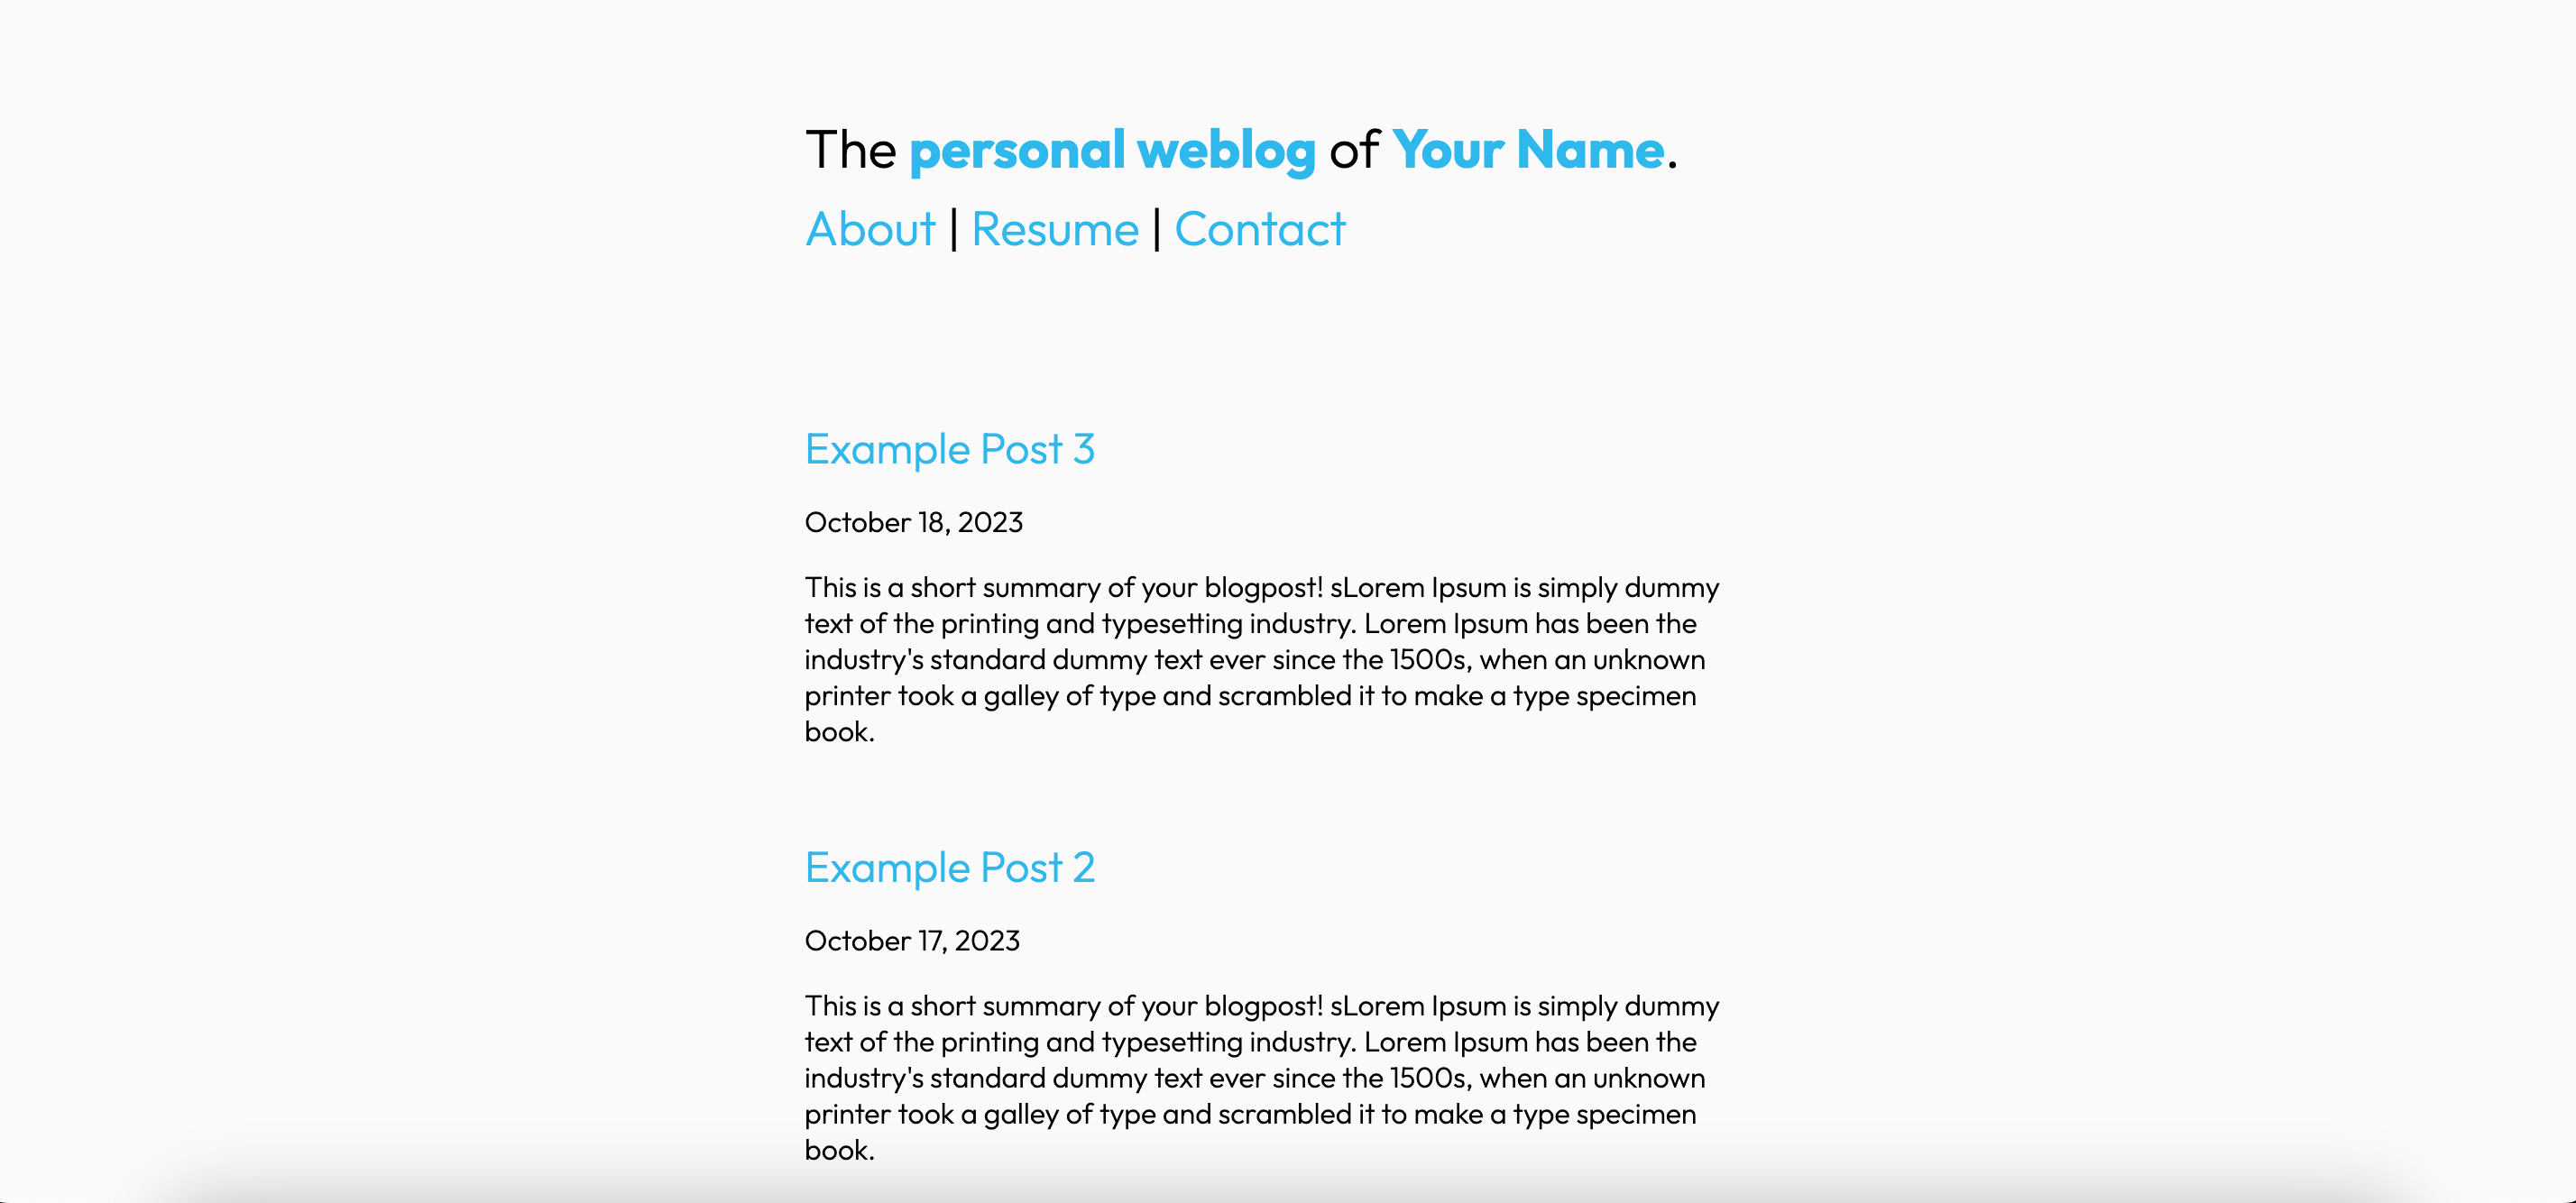 The personal weblog of Your Name.
About | Resume | Contact
Example Post 3
October 18, 2023
This is a short summary of your blogpost! sLorem Ipsum is simply dummy
text of the printing and typesetting industry. Lorem Ipsum has been the
industry's standard dummy text ever since the 1500s, when an unknown
printer took a galley of type and scrambled it to make a type specimen
book.
Example Post 2
October 17, 2023
This is a short summary of your blogpost! sLorem Ipsum is simply dummy
text of the printing and typesetting industry. Lorem Ipsum has been the
industry's standard dummy text ever since the 1500s, when an unknown
printer took a galley of type and scrambled it to make a type specimen
book.